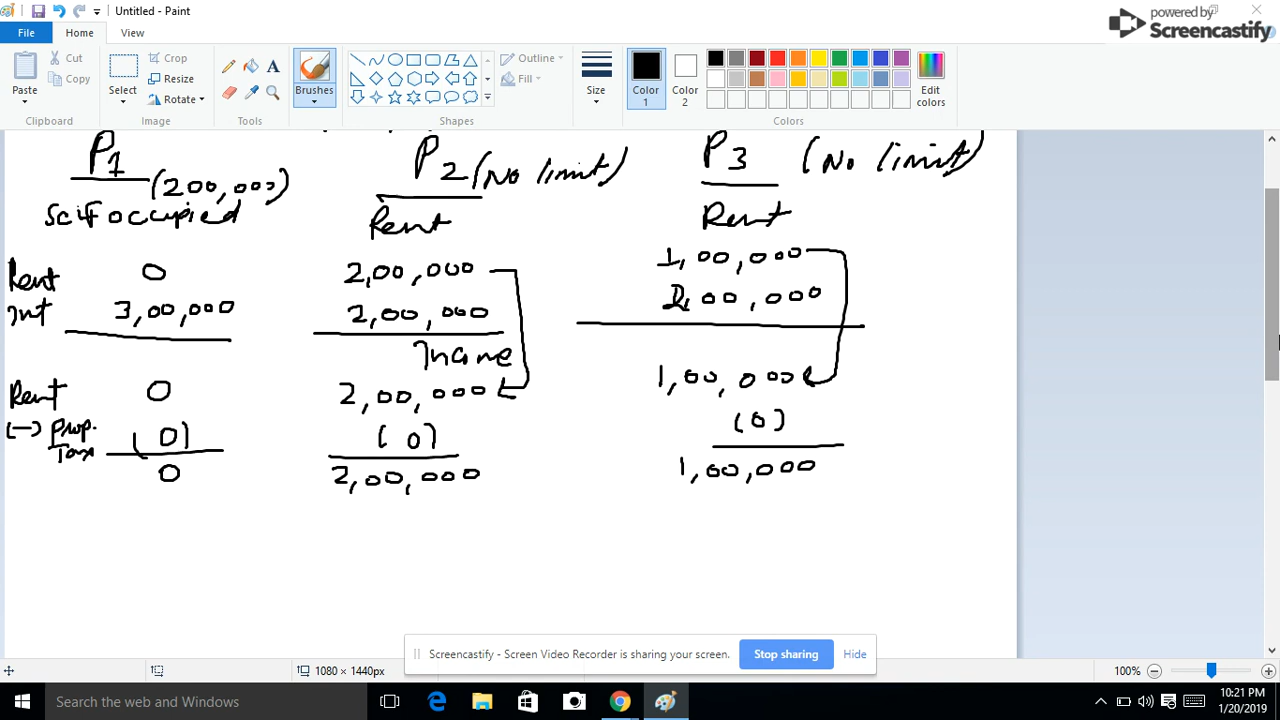 Untitled - Paint
powered by
Screencastify
File Home View
Paste Cut Copy
Select Crop Resize Rotate
Brushes
Outline Fill
Size
Color 1
Color 2
Edit colors
Clipboard Image Tools Shapes Colors
P1 (200,000)
Self occupied
P2 (No limit)
Rent
P3 (No limit)
Rent
Rent 0 2,00,000 1,00,000
Int 3,00,000 2,00,000 2,00,000
Income
Rent 0 2,00,000 1,00,000
(-) Prop. Tax (0) (0) (0)
0 2,00,000 1,00,000
Screencastify - Screen Video Recorder is sharing your screen. Stop sharing Hide
1080 × 1440px 100%
Search the web and Windows
10:21 PM
1/20/2019